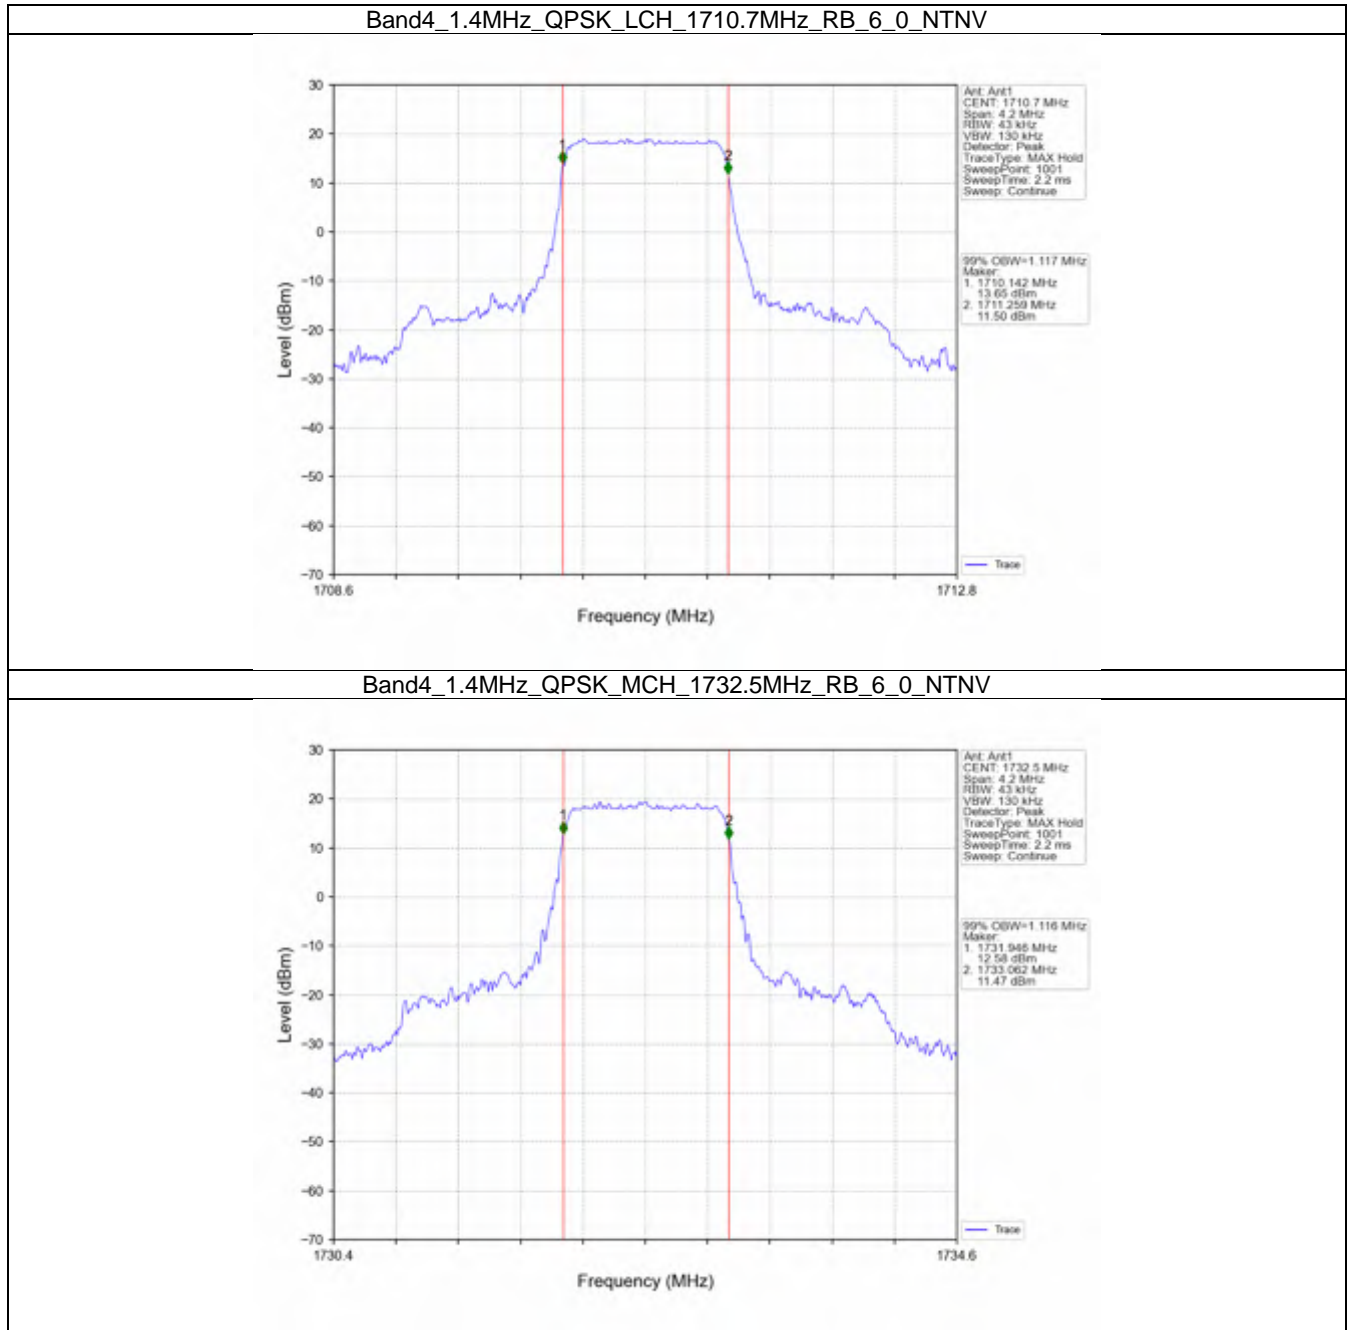 Band4_1.4MHz_QPSK_LCH_1710.7MHz_RB_6_0_NTNV
30
20
10
0
−10
−20
−30
−40
−50
−60
−70
Level (dBm)
1
2
1708.6
1712.8
Frequency (MHz)
Ant: Ant1
CENT: 1710.7 MHz
Span: 4.2 MHz
RBW: 43 kHz
VBW: 130 kHz
Detector: Peak
TraceType: MAX Hold
SweepPoint: 1001
SweepTime: 2.2 ms
Sweep: Continue
99% OBW=1.117 MHz
Maker:
1. 1710.142 MHz
13.65 dBm
2. 1711.259 MHz
11.50 dBm
Trace
Band4_1.4MHz_QPSK_MCH_1732.5MHz_RB_6_0_NTNV
30
20
10
0
−10
−20
−30
−40
−50
−60
−70
Level (dBm)
1
2
1730.4
1734.6
Frequency (MHz)
Ant: Ant1
CENT: 1732.5 MHz
Span: 4.2 MHz
RBW: 43 kHz
VBW: 130 kHz
Detector: Peak
TraceType: MAX Hold
SweepPoint: 1001
SweepTime: 2.2 ms
Sweep: Continue
99% OBW=1.116 MHz
Maker:
1. 1731.946 MHz
12.58 dBm
2. 1733.062 MHz
11.47 dBm
Trace